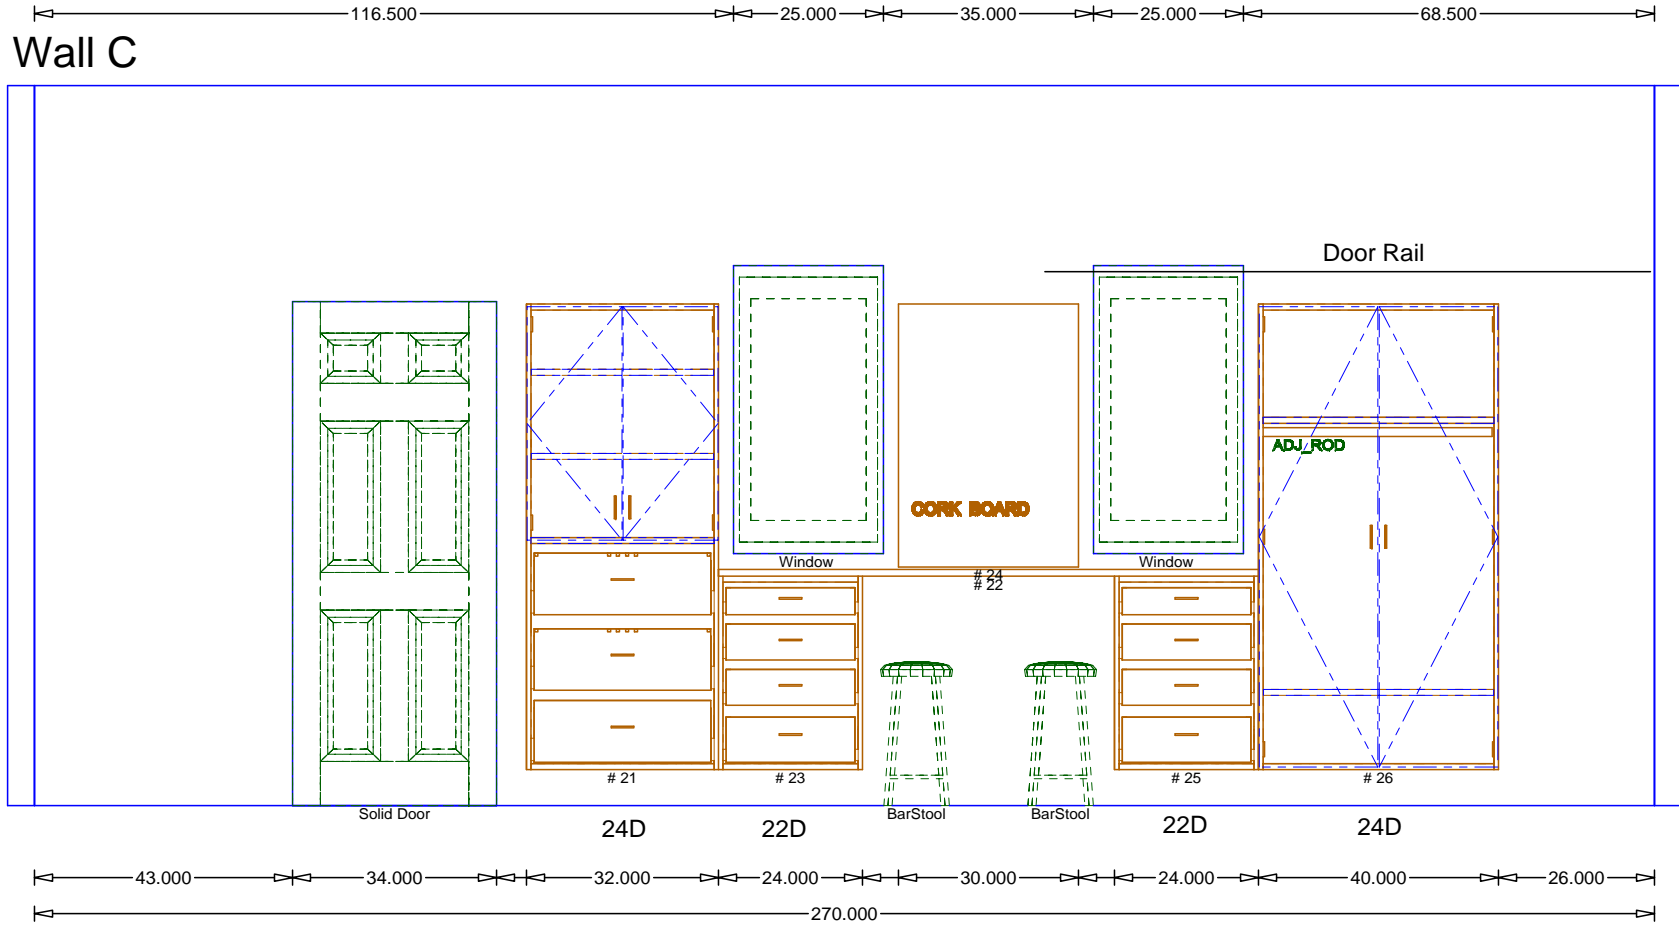 116.500 25.000 35.000 25.000 68.500
Wall C
Door Rail
ADJ_ROD
CORK BOARD
Window Window
# 24
# 22
# 21 # 23 # 25 # 26
Solid Door BarStool BarStool
24D 22D 22D 24D
43.000 34.000 32.000 24.000 30.000 24.000 40.000 26.000
270.000